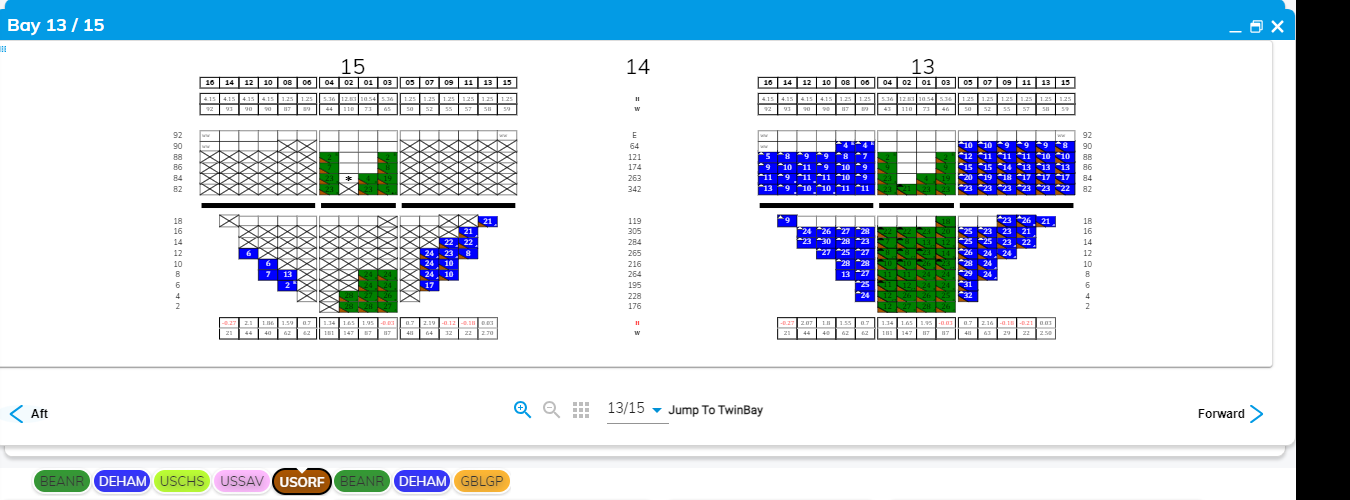 Bay 13 / 15
15 14 13
16 14 12 10 08 06 04 02 01 03 05 07 09 11 13 15 16 14 12 10 08 06 04 02 01 03 05 07 09 11 13 15
4.15 4.15 4.15 4.15 1.25 1.25 5.36 12.83 10.54 5.36 1.25 1.25 1.25 1.25 1.25 1.25 H 4.15 4.15 4.15 4.15 1.25 1.25 5.36 12.83 10.54 5.36 1.25 1.25 1.25 1.25 1.25 1.25
92 93 90 90 87 89 44 110 73 65 50 52 55 57 58 59 W 92 93 90 90 87 89 43 110 73 46 50 52 55 57 58 59
92 WW WW E WW WW 92
90 WW 64 WW 4 4 10 10 9 9 9 8 90
88 121 5 8 9 9 8 7 12 11 11 11 10 10 88
86 174 9 10 11 9 10 9 15 15 14 14 13 13 86
84 * 263 11 9 11 11 10 9 20 19 18 17 17 17 84
82 342 13 9 10 10 11 11 23 23 23 23 23 22 82
18 21 119 9 23 26 21 18
16 21 305 24 26 27 28 25 23 23 21 16
14 22 22 284 23 30 28 23 25 25 23 22 14
12 6 24 23 8 265 27 25 27 26 24 24 12
10 6 24 10 216 28 28 28 24 10
8 7 13 24 10 264 13 27 29 24 8
6 2 17 195 25 31 6
4 228 24 32 4
2 176 2
-0.27 2.1 1.86 1.59 0.7 1.34 1.65 1.95 -0.03 0.7 2.19 -0.12 -0.18 0.03 H -0.27 2.07 1.8 1.55 0.7 1.34 1.65 1.95 -0.03 0.7 2.16 -0.18 -0.21 0.03
21 44 40 62 62 181 147 87 87 48 64 32 22 2.70 W 21 44 40 62 62 181 147 87 87 48 63 29 22 2.50
Aft 13/15 Jump To TwinBay Forward
BEANR DEHAM USCHS USSAV USORF BEANR DEHAM GBLGP